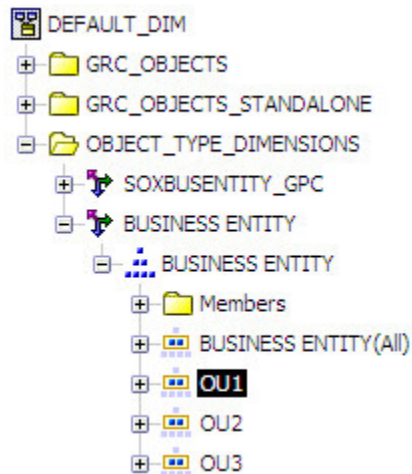 DEFAULT_DIM
GRC_OBJECTS
GRC_OBJECTS_STANDALONE
OBJECT_TYPE_DIMENSIONS
SOXBUSENTITY_GPC
BUSINESS ENTITY
BUSINESS ENTITY
Members
BUSINESS ENTITY(All)
OU1
OU2
OU3